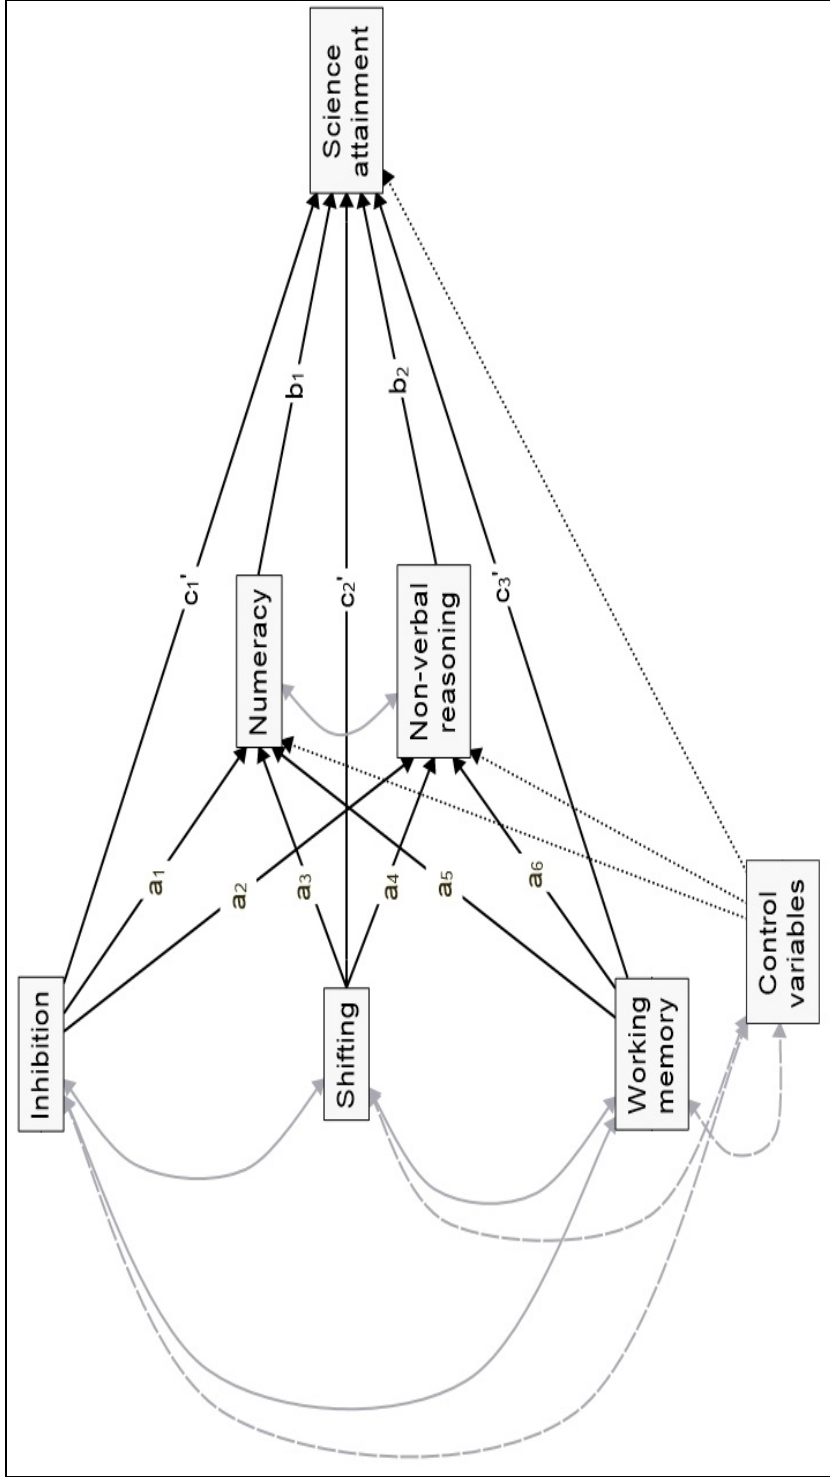 Inhibition
Shifting
Working
memory
Control
variables
a1
a2
a3
a4
a5
a6
Numeracy
Non-verbal
reasoning
c1'
c2'
c3'
b1
b2
Science
attainment